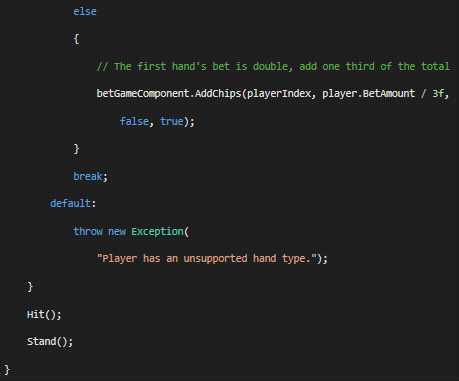 else
{
// The first hand's bet is double, add one third of the total
betGameComponent.AddChips(playerIndex, player.BetAmount / 3f,
false, true);
}
break;
default:
throw new Exception(
"Player has an unsupported hand type.");
}
Hit();
Stand();
}